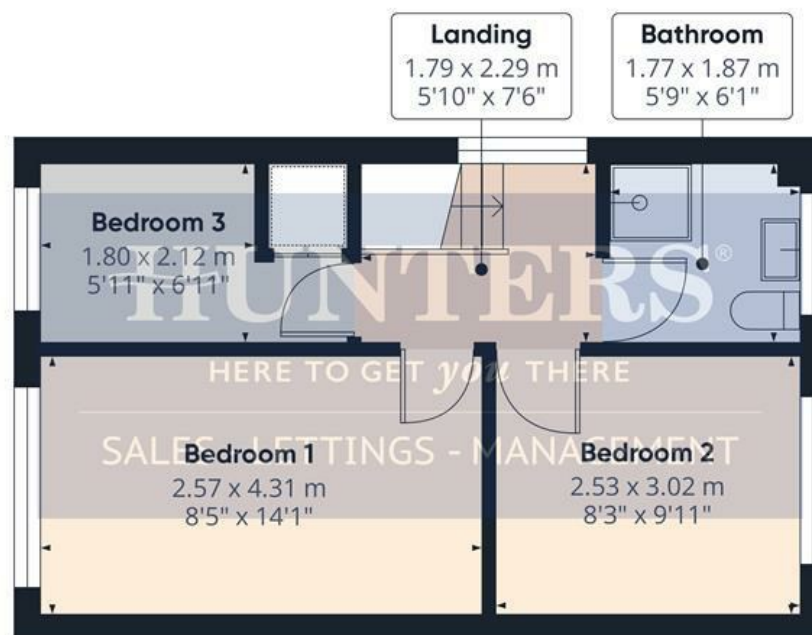 Landing
1.79 x 2.29 m
5'10" x 7'6"
Bathroom
1.77 x 1.87 m
5'9" x 6'1"
Bedroom 3
1.80 x 2.12 m
5'11" x 6'11"
HUNTERS®
HERE TO GET you THERE
SALES - LETTINGS - MANAGEMENT
Bedroom 1
2.57 x 4.31 m
8'5" x 14'1"
Bedroom 2
2.53 x 3.02 m
8'3" x 9'11"